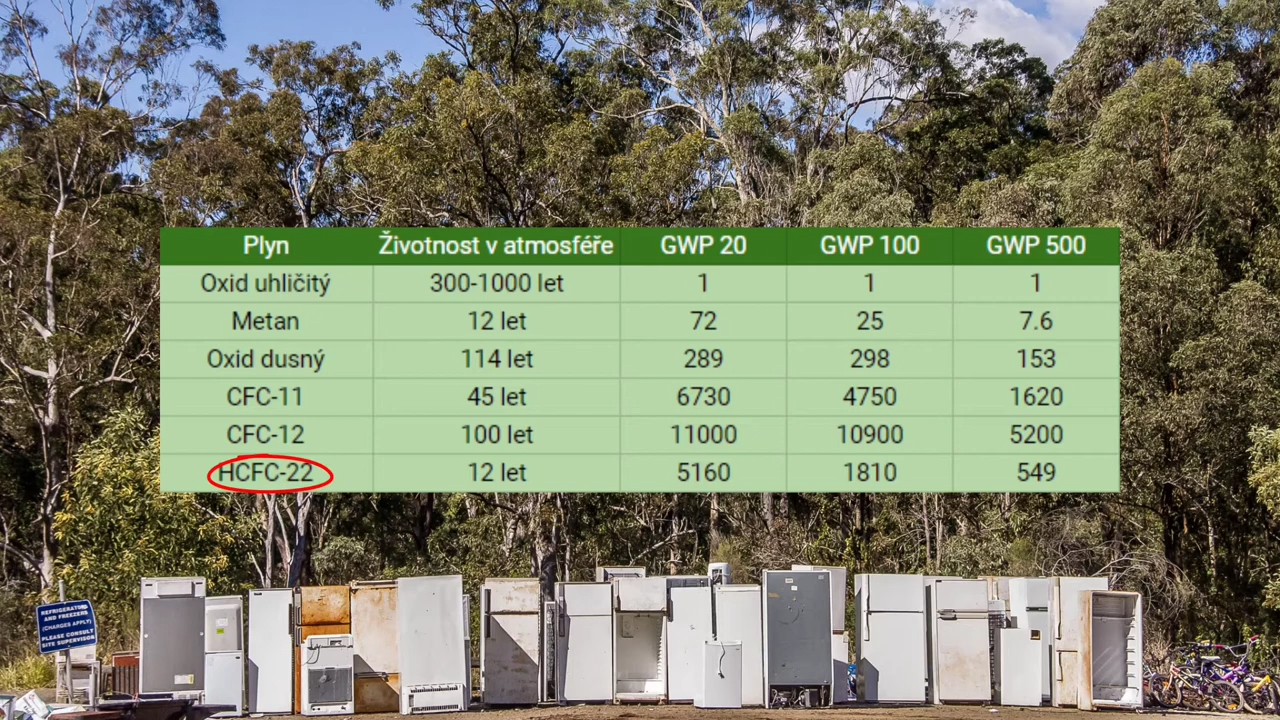 Plyn Životnost v atmosféře GWP 20 GWP 100 GWP 500
Oxid uhličitý 300-1000 let 1 1 1
Metan 12 let 72 25 7.6
Oxid dusný 114 let 289 298 153
CFC-11 45 let 6730 4750 1620
CFC-12 100 let 11000 10900 5200
HCFC-22 12 let 5160 1810 549
REFRIGERATORS
AND FREEZERS
(CHARGES APPLY)
PLEASE CONSULT
SITE SUPERVISOR